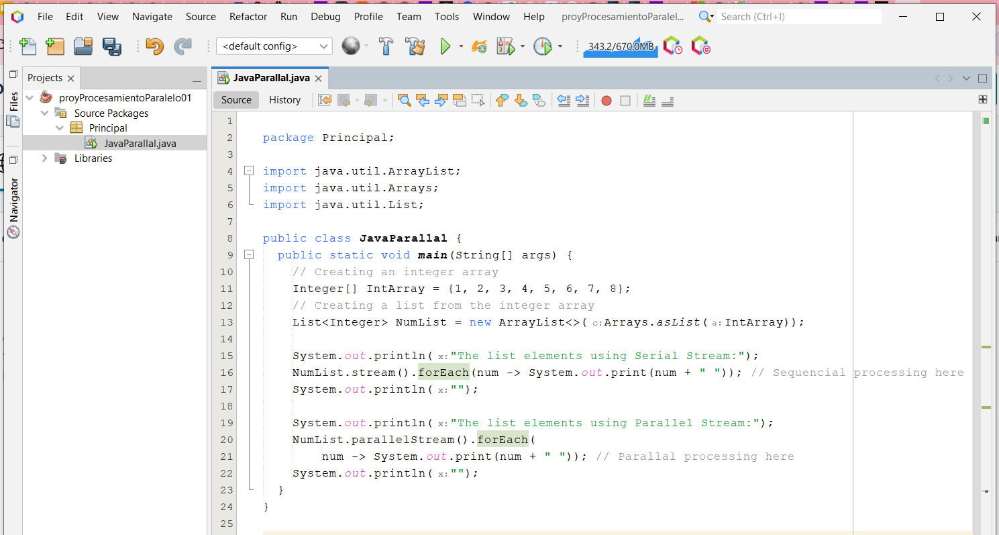 File Edit View Navigate Source Refactor Run Debug Profile Team Tools Window Help proyProcesamientoParalel... Search (Ctrl+I)
<default config> 343.2/670.0MB
Projects JavaParallal.java
Files
Navigator
proyProcesamientoParalelo01
Source Packages
Principal
JavaParallal.java
Libraries
Source History
1
2 package Principal;
3
4 import java.util.ArrayList;
5 import java.util.Arrays;
6 import java.util.List;
7
8 public class JavaParallal {
9 public static void main(String[] args) {
10 // Creating an integer array
11 Integer[] IntArray = {1, 2, 3, 4, 5, 6, 7, 8};
12 // Creating a list from the integer array
13 List<Integer> NumList = new ArrayList<>( c: Arrays.asList( a: IntArray));
14
15 System.out.println( x: "The list elements using Serial Stream:");
16 NumList.stream().forEach(num -> System.out.print(num + " ")); // Sequencial processing here
17 System.out.println( x: "");
18
19 System.out.println( x: "The list elements using Parallel Stream:");
20 NumList.parallelStream().forEach(
21 num -> System.out.print(num + " ")); // Parallal processing here
22 System.out.println( x: "");
23 }
24 }
25